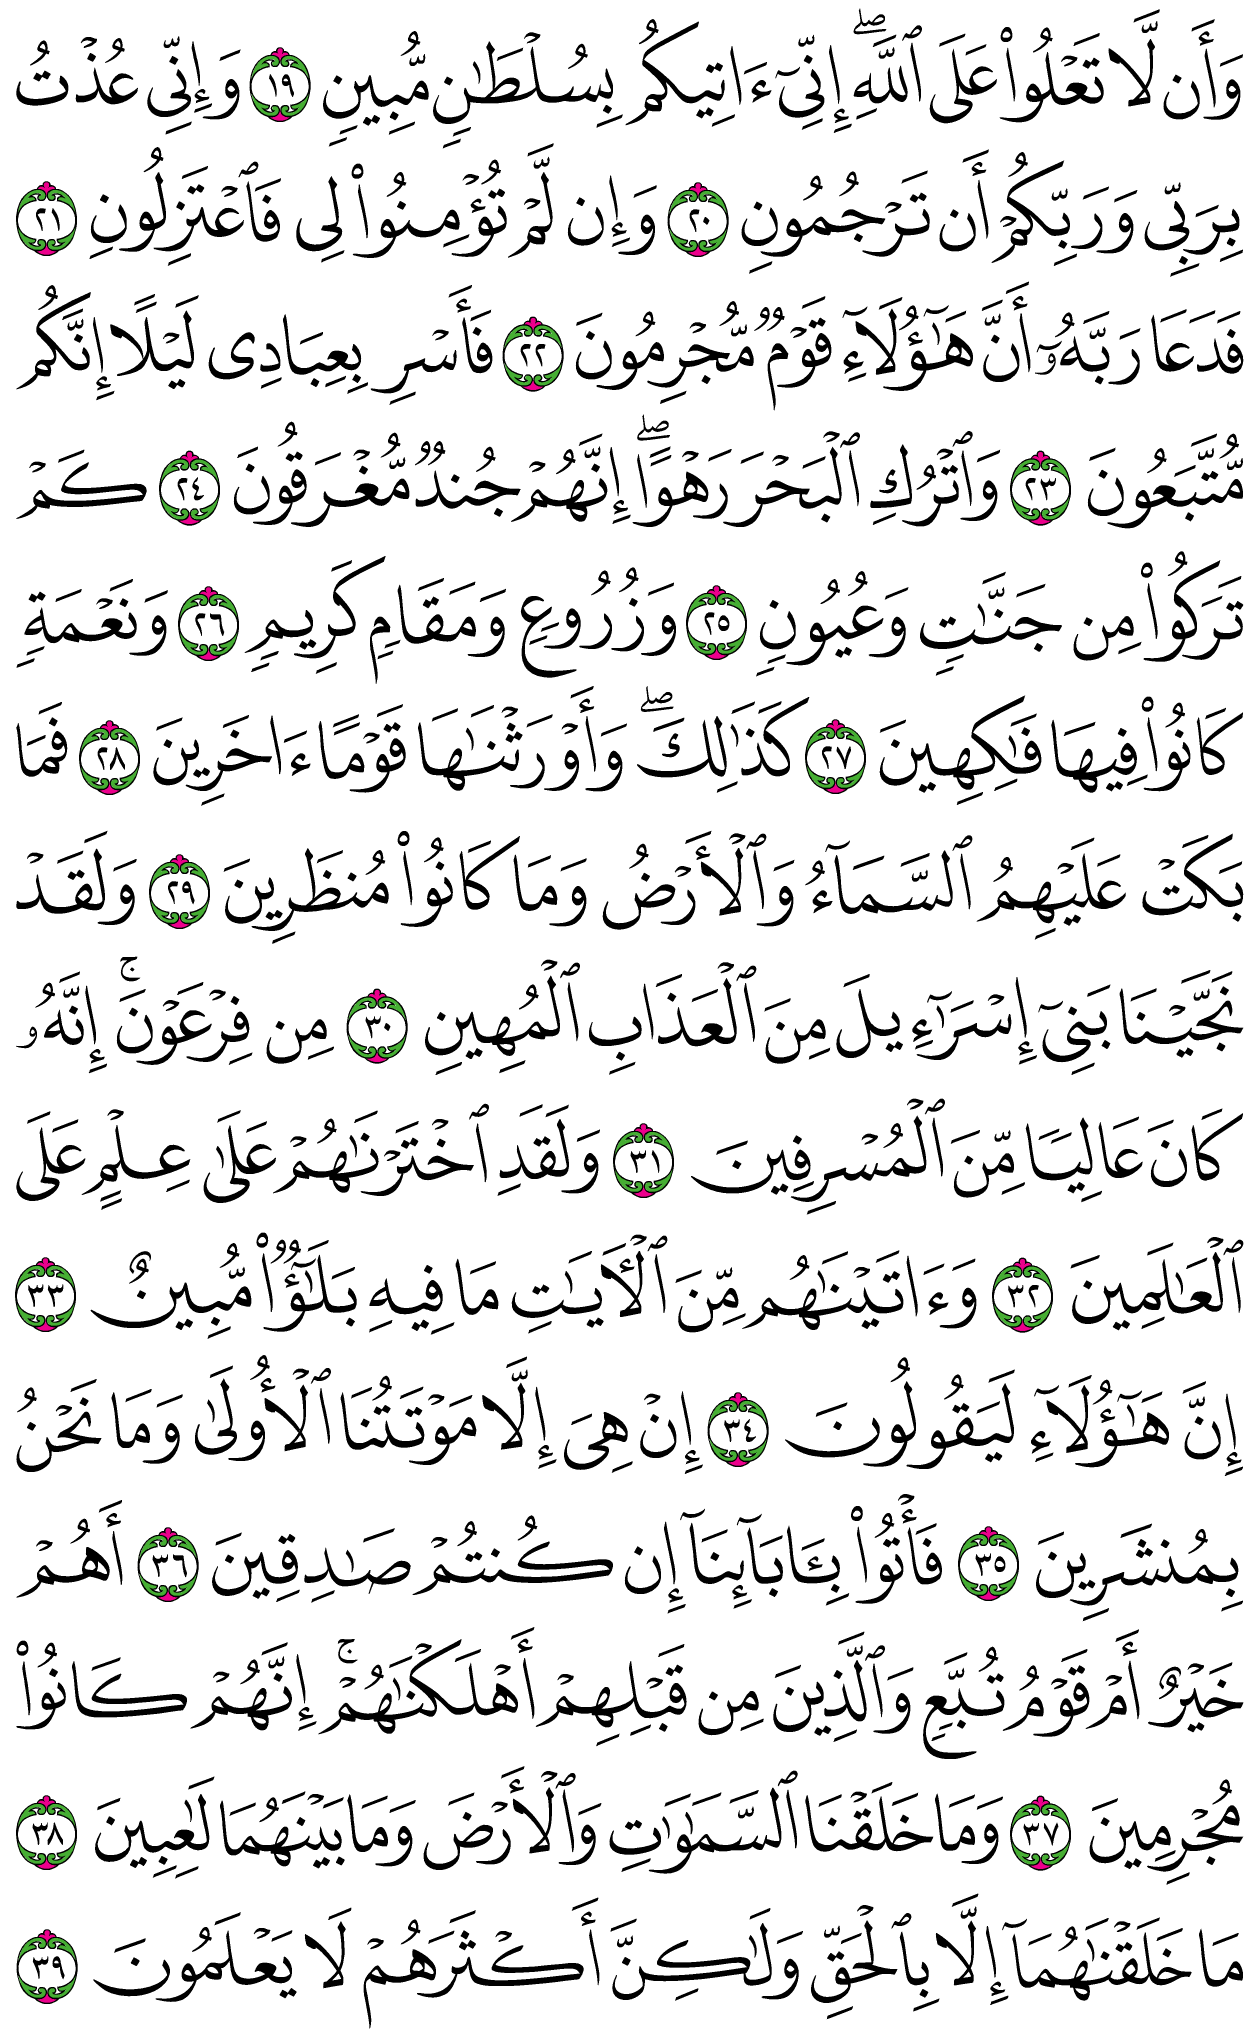 وَأَن لَّا تَعۡلُواْ عَلَى ٱللَّهِۖ إِنِّيٓ ءَاتِيكُم بِسُلۡطَٰنٖ مُّبِينٖ ١٩ وَإِنِّي عُذۡتُ
بِرَبِّي وَرَبِّكُمۡ أَن تَرۡجُمُونِ ٢٠ وَإِن لَّمۡ تُؤۡمِنُواْ لِي فَٱعۡتَزِلُونِ ٢١
فَدَعَا رَبَّهُۥٓ أَنَّ هَٰٓؤُلَآءِ قَوۡمٞ مُّجۡرِمُونَ ٢٢ فَأَسۡرِ بِعِبَادِي لَيۡلًا إِنَّكُم
مُّتَّبَعُونَ ٢٣ وَٱتۡرُكِ ٱلۡبَحۡرَ رَهۡوًاۖ إِنَّهُمۡ جُندٞ مُّغۡرَقُونَ ٢٤ كَمۡ
تَرَكُواْ مِن جَنَّٰتٖ وَعُيُونٖ ٢٥ وَزُرُوعٖ وَمَقَامٖ كَرِيمٖ ٢٦ وَنَعۡمَةٖ
كَانُواْ فِيهَا فَٰكِهِينَ ٢٧ كَذَٰلِكَۖ وَأَوۡرَثۡنَٰهَا قَوۡمًا ءَاخَرِينَ ٢٨ فَمَا
بَكَتۡ عَلَيۡهِمُ ٱلسَّمَآءُ وَٱلۡأَرۡضُ وَمَا كَانُواْ مُنظَرِينَ ٢٩ وَلَقَدۡ
نَجَّيۡنَا بَنِيٓ إِسۡرَٰٓءِيلَ مِنَ ٱلۡعَذَابِ ٱلۡمُهِينِ ٣٠ مِن فِرۡعَوۡنَۚ إِنَّهُۥ
كَانَ عَالِيٗا مِّنَ ٱلۡمُسۡرِفِينَ ٣١ وَلَقَدِ ٱخۡتَرۡنَٰهُمۡ عَلَىٰ عِلۡمٍ عَلَى
ٱلۡعَٰلَمِينَ ٣٢ وَءَاتَيۡنَٰهُم مِّنَ ٱلۡأٓيَٰتِ مَا فِيهِ بَلَٰٓؤٞاْ مُّبِينٌ ٣٣
إِنَّ هَٰٓؤُلَآءِ لَيَقُولُونَ ٣٤ إِنۡ هِيَ إِلَّا مَوۡتَتُنَا ٱلۡأُولَىٰ وَمَا نَحۡنُ
بِمُنشَرِينَ ٣٥ فَأۡتُواْ بِـَٔابَآئِنَآ إِن كُنتُمۡ صَٰدِقِينَ ٣٦ أَهُمۡ
خَيۡرٌ أَمۡ قَوۡمُ تُبَّعٖ وَٱلَّذِينَ مِن قَبۡلِهِمۡ أَهۡلَكۡنَٰهُمۡۚ إِنَّهُمۡ كَانُواْ
مُجۡرِمِينَ ٣٧ وَمَا خَلَقۡنَا ٱلسَّمَٰوَٰتِ وَٱلۡأَرۡضَ وَمَا بَيۡنَهُمَا لَٰعِبِينَ ٣٨
مَا خَلَقۡنَٰهُمَآ إِلَّا بِٱلۡحَقِّ وَلَٰكِنَّ أَكۡثَرَهُمۡ لَا يَعۡلَمُونَ ٣٩